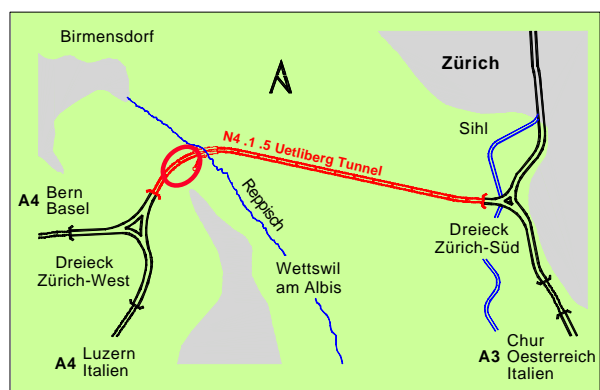 Birmensdorf
Zürich
Sihl
N4 .1 .5 Uetliberg Tunnel
Reppisch
A4 Bern
Basel
Dreieck
Zürich-West
Dreieck
Zürich-Süd
Wettswil
am Albis
A4 Luzern
Italien
Chur
A3 Oesterreich
Italien